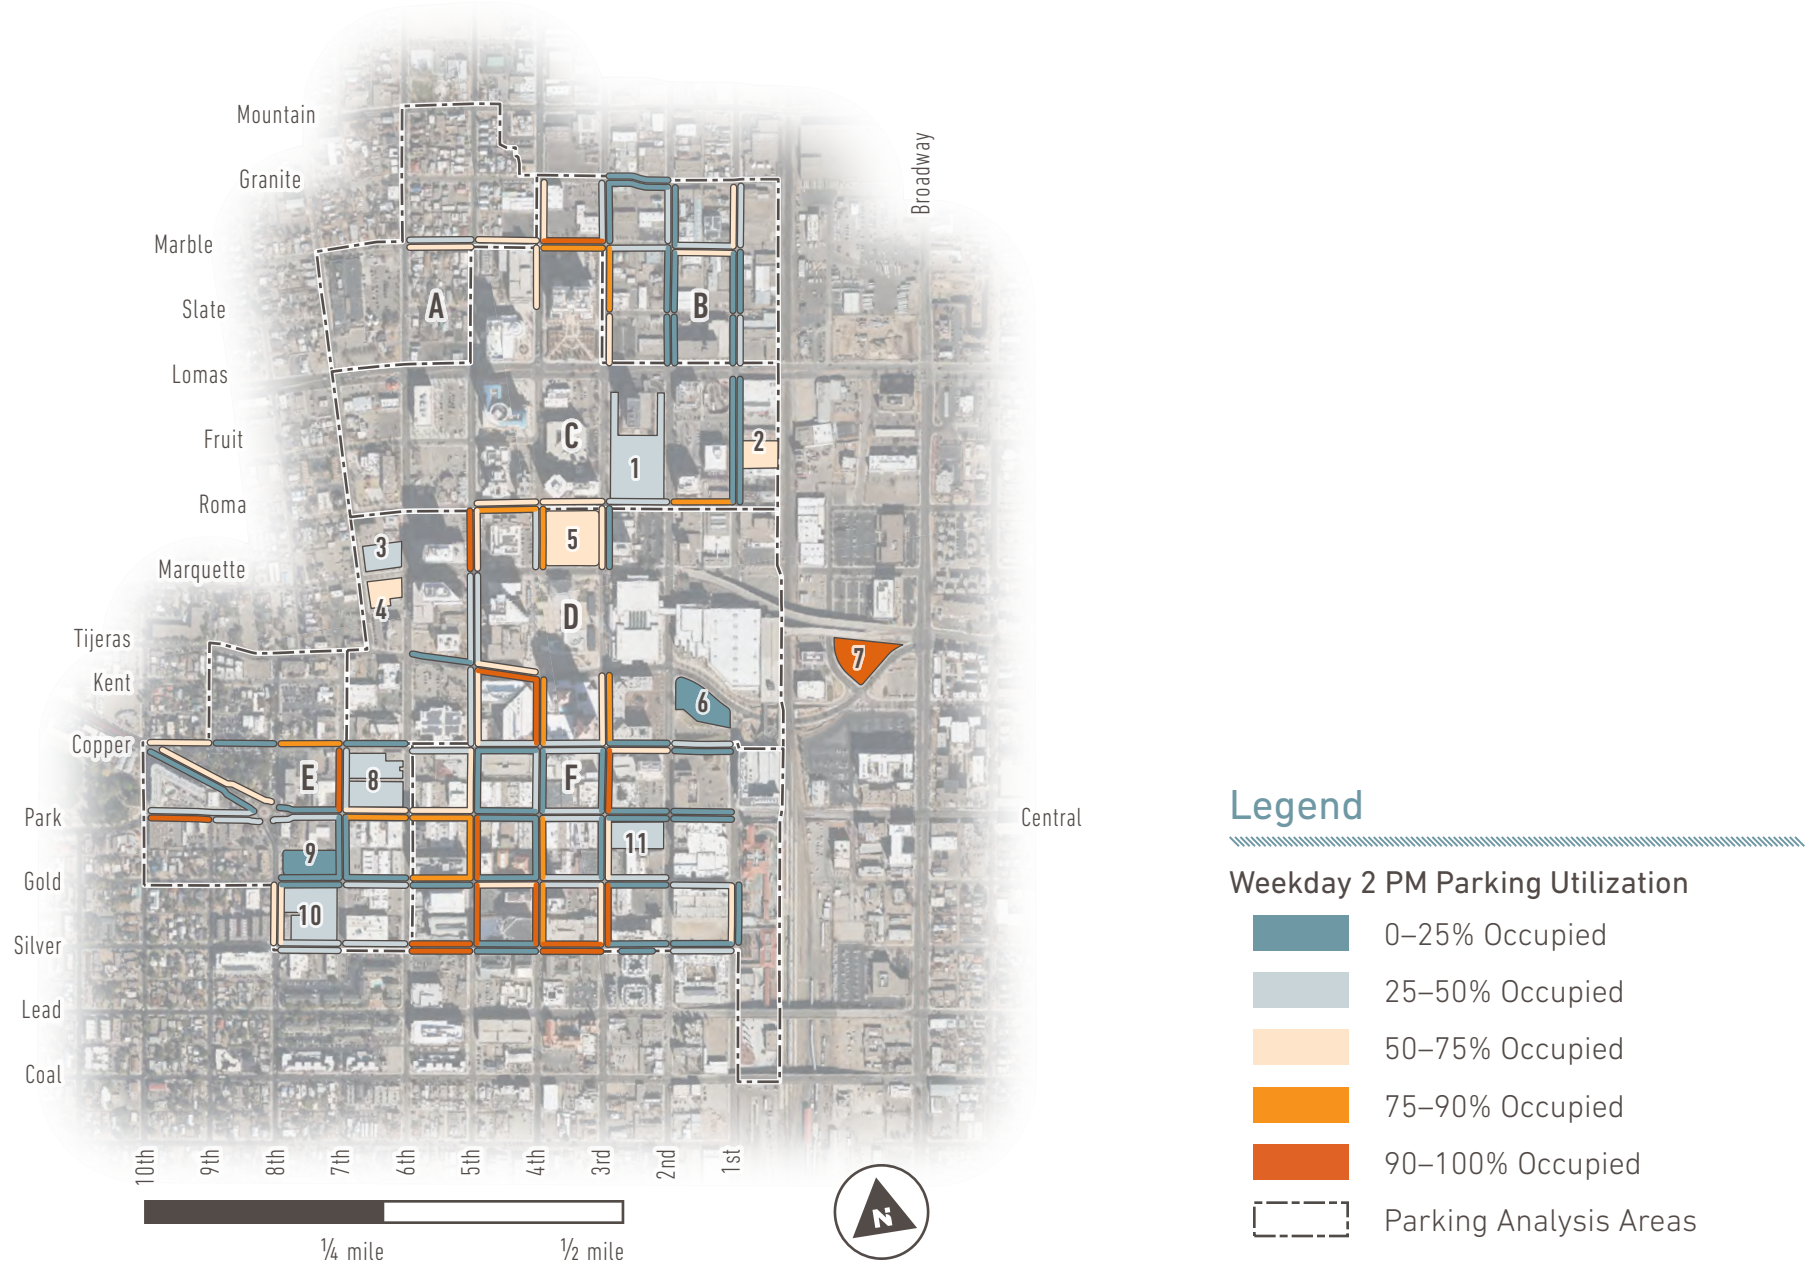 Mountain
Granite
Marble
Slate
Lomas
Fruit
Roma
Marquette
Tijeras
Kent
Copper
Park
Gold
Silver
Lead
Coal
Broadway
Central
A
B
C
D
E
F
1
2
3
4
5
6
7
8
9
10
11
10th
9th
8th
7th
6th
5th
4th
3rd
2nd
1st
¼ mile
½ mile
N
Legend
Weekday 2 PM Parking Utilization
0–25% Occupied
25–50% Occupied
50–75% Occupied
75–90% Occupied
90–100% Occupied
Parking Analysis Areas